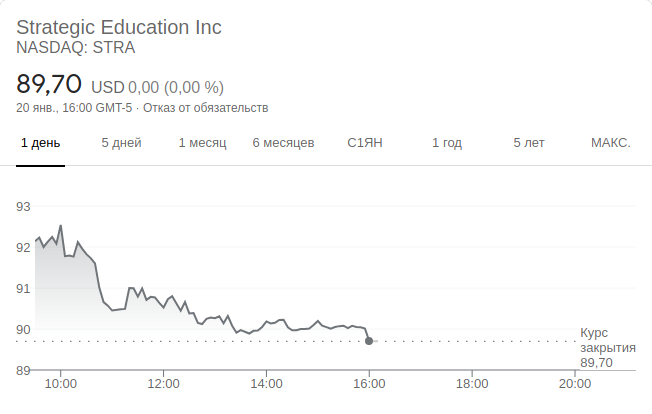 Strategic Education Inc
NASDAQ: STRA
89,70 USD 0,00 (0,00 %)
20 янв., 16:00 GMT-5 · Отказ от обязательств
1 день 5 дней 1 месяц 6 месяцев С1ЯН 1 год 5 лет МАКС.
93
92
91
90
Курс
закрытия
89,70
89
10:00 12:00 14:00 16:00 18:00 20:00